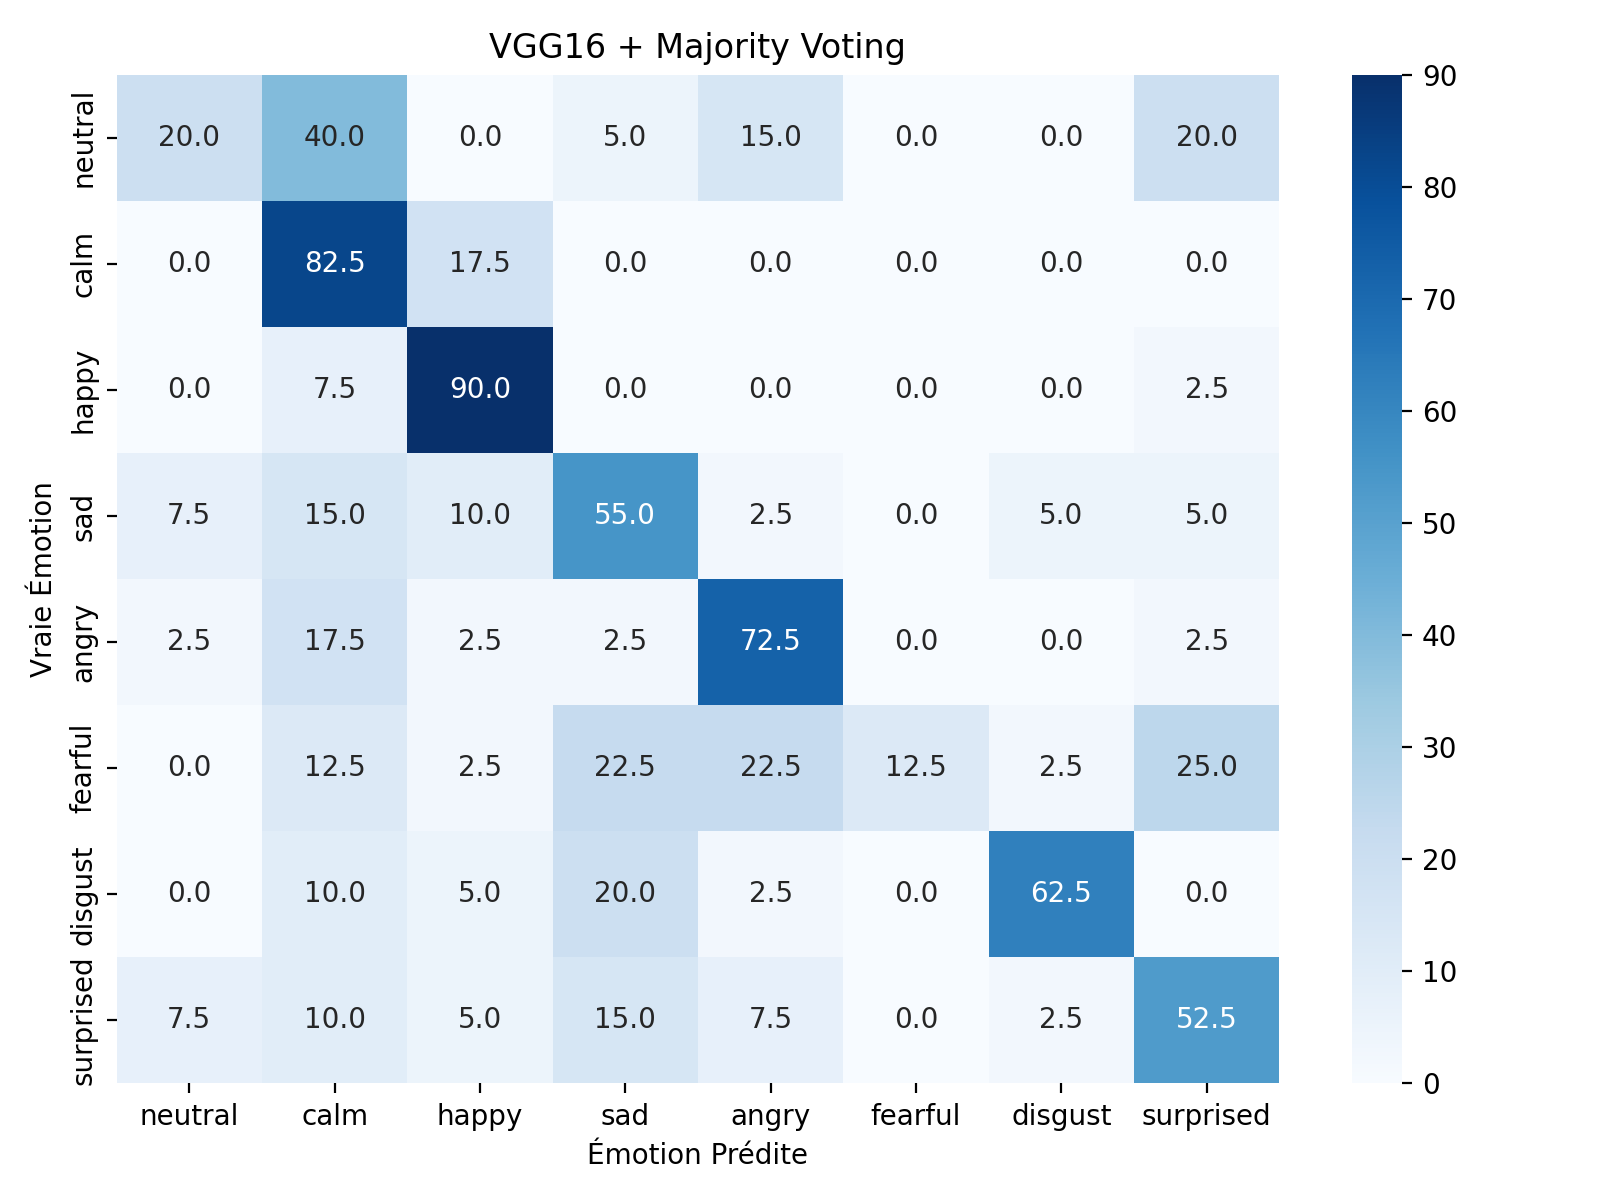 VGG16 + Majority Voting
neutral 20.0 40.0 0.0 5.0 15.0 0.0 0.0 20.0
calm 0.0 82.5 17.5 0.0 0.0 0.0 0.0 0.0
happy 0.0 7.5 90.0 0.0 0.0 0.0 0.0 2.5
sad 7.5 15.0 10.0 55.0 2.5 0.0 5.0 5.0
angry 2.5 17.5 2.5 2.5 72.5 0.0 0.0 2.5
fearful 0.0 12.5 2.5 22.5 22.5 12.5 2.5 25.0
disgust 0.0 10.0 5.0 20.0 2.5 0.0 62.5 0.0
surprised 7.5 10.0 5.0 15.0 7.5 0.0 2.5 52.5
Vraie Émotion
neutral calm happy sad angry fearful disgust surprised
Émotion Prédite
90
80
70
60
50
40
30
20
10
0